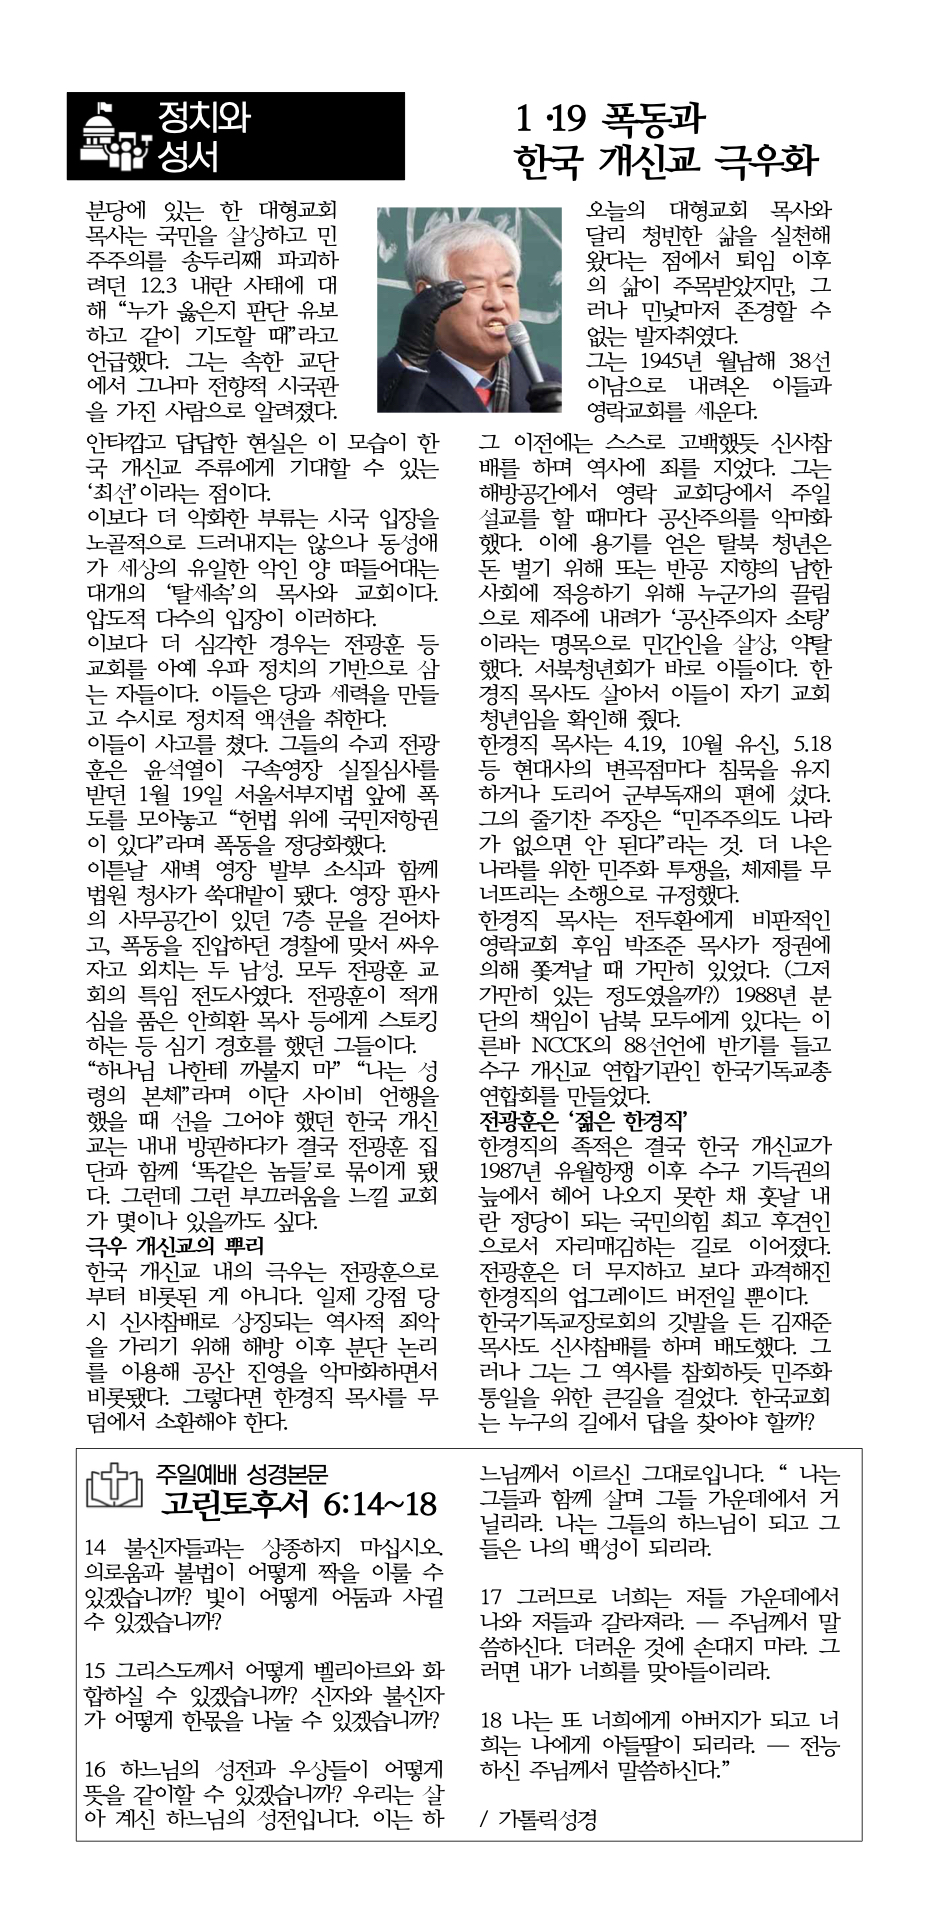 정치와
성서
1·19 폭동과
한국 개신교 극우화
분당에 있는 한 대형교회
목사는 국민을 살상하고 민
주주의를 송두리째 파괴하
려던 12.3 내란 사태에 대
해 “누가 옳은지 판단 유보
하고 같이 기도할 때”라고
언급했다. 그는 속한 교단
에서 그나마 전향적 시국관
을 가진 사람으로 알려졌다.
안타깝고 답답한 현실은 이 모습이 한
국 개신교 주류에게 기대할 수 있는
‘최선’이라는 점이다.
이보다 더 악화한 부류는 시국 입장을
노골적으로 드러내지는 않으나 동성애
가 세상의 유일한 악인 양 떠들어대는
대개의 ‘탈세속’의 목사와 교회이다.
압도적 다수의 입장이 이러하다.
이보다 더 심각한 경우는 전광훈 등
교회를 아예 우파 정치의 기반으로 삼
는 자들이다. 이들은 당과 세력을 만들
고 수시로 정치적 액션을 취한다.
이들이 사고를 쳤다. 그들의 수괴 전광
훈은 윤석열이 구속영장 실질심사를
받던 1월 19일 서울서부지법 앞에 폭
도를 모아놓고 “헌법 위에 국민저항권
이 있다”라며 폭동을 정당화했다.
이튿날 새벽 영장 발부 소식과 함께
법원 청사가 쑥대밭이 됐다. 영장 판사
의 사무공간이 있던 7층 문을 걷어차
고, 폭동을 진압하던 경찰에 맞서 싸우
자고 외치는 두 남성. 모두 전광훈 교
회의 특임 전도사였다. 전광훈이 적개
심을 품은 안희환 목사 등에게 스토킹
하는 등 심기 경호를 했던 그들이다.
“하나님 나한테 까불지 마” “나는 성
령의 본체”라며 이단 사이비 언행을
했을 때 선을 그어야 했던 한국 개신
교는 내내 방관하다가 결국 전광훈 집
단과 함께 ‘똑같은 놈들’로 묶이게 됐
다. 그런데 그런 부끄러움을 느낄 교회
가 몇이나 있을까도 싶다.
극우 개신교의 뿌리
한국 개신교 내의 극우는 전광훈으로
부터 비롯된 게 아니다. 일제 강점 당
시 신사참배로 상징되는 역사적 죄악
을 가리기 위해 해방 이후 분단 논리
를 이용해 공산 진영을 악마화하면서
비롯됐다. 그렇다면 한경직 목사를 무
덤에서 소환해야 한다.
오늘의 대형교회 목사와
달리 청빈한 삶을 실천해
왔다는 점에서 퇴임 이후
의 삶이 주목받았지만, 그
러나 민낯마저 존경할 수
없는 발자취였다.
그는 1945년 월남해 38선
이남으로 내려온 이들과
영락교회를 세운다.
그 이전에는 스스로 고백했듯 신사참
배를 하며 역사에 죄를 지었다. 그는
해방공간에서 영락 교회당에서 주일
설교를 할 때마다 공산주의를 악마화
했다. 이에 용기를 얻은 탈북 청년은
돈 벌기 위해 또는 반공 지향의 남한
사회에 적응하기 위해 누군가의 끌림
으로 제주에 내려가 ‘공산주의자 소탕’
이라는 명목으로 민간인을 살상, 약탈
했다. 서북청년회가 바로 이들이다. 한
경직 목사도 살아서 이들이 자기 교회
청년임을 확인해 줬다.
한경직 목사는 4.19, 10월 유신, 5.18
등 현대사의 변곡점마다 침묵을 유지
하거나 도리어 군부독재의 편에 섰다.
그의 줄기찬 주장은 “민주주의도 나라
가 없으면 안 된다”라는 것. 더 나은
나라를 위한 민주화 투쟁을, 체제를 무
너뜨리는 소행으로 규정했다.
한경직 목사는 전두환에게 비판적인
영락교회 후임 박조준 목사가 정권에
의해 쫓겨날 때 가만히 있었다. (그저
가만히 있는 정도였을까?) 1988년 분
단의 책임이 남북 모두에게 있다는 이
른바 NCCK의 88선언에 반기를 들고
수구 개신교 연합기관인 한국기독교총
연합회를 만들었다.
전광훈은 ‘젊은 한경직’
한경직의 족적은 결국 한국 개신교가
1987년 유월항쟁 이후 수구 기득권의
늪에서 헤어 나오지 못한 채 훗날 내
란 정당이 되는 국민의힘 최고 후견인
으로서 자리매김하는 길로 이어졌다.
전광훈은 더 무지하고 보다 과격해진
한경직의 업그레이드 버전일 뿐이다.
한국기독교장로회의 깃발을 든 김재준
목사도 신사참배를 하며 배도했다. 그
러나 그는 그 역사를 참회하듯 민주화
통일을 위한 큰길을 걸었다. 한국교회
는 누구의 길에서 답을 찾아야 할까?
주일예배 성경본문
고린토후서 6:14~18
14 불신자들과는 상종하지 마십시오.
의로움과 불법이 어떻게 짝을 이룰 수
있겠습니까? 빛이 어떻게 어둠과 사귈
수 있겠습니까?
15 그리스도께서 어떻게 벨리아르와 화
합하실 수 있겠습니까? 신자와 불신자
가 어떻게 한몫을 나눌 수 있겠습니까?
16 하느님의 성전과 우상들이 어떻게
뜻을 같이할 수 있겠습니까? 우리는 살
아 계신 하느님의 성전입니다. 이는 하
느님께서 이르신 그대로입니다. “ 나는
그들과 함께 살며 그들 가운데에서 거
닐리라. 나는 그들의 하느님이 되고 그
들은 나의 백성이 되리라.
17 그러므로 너희는 저들 가운데에서
나와 저들과 갈라져라. — 주님께서 말
씀하신다. 더러운 것에 손대지 마라. 그
러면 내가 너희를 맞아들이리라.
18 나는 또 너희에게 아버지가 되고 너
희는 나에게 아들딸이 되리라. — 전능
하신 주님께서 말씀하신다.”
/ 가톨릭성경